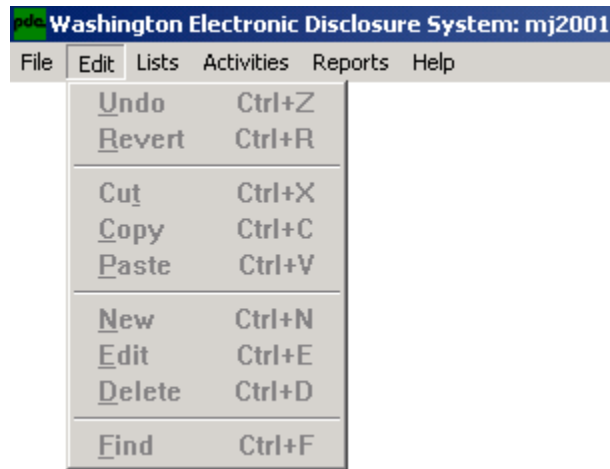 pdc. Washington Electronic Disclosure System: mj2001
File Edit Lists Activities Reports Help
Undo Ctrl+Z
Revert Ctrl+R
Cut Ctrl+X
Copy Ctrl+C
Paste Ctrl+V
New Ctrl+N
Edit Ctrl+E
Delete Ctrl+D
Find Ctrl+F